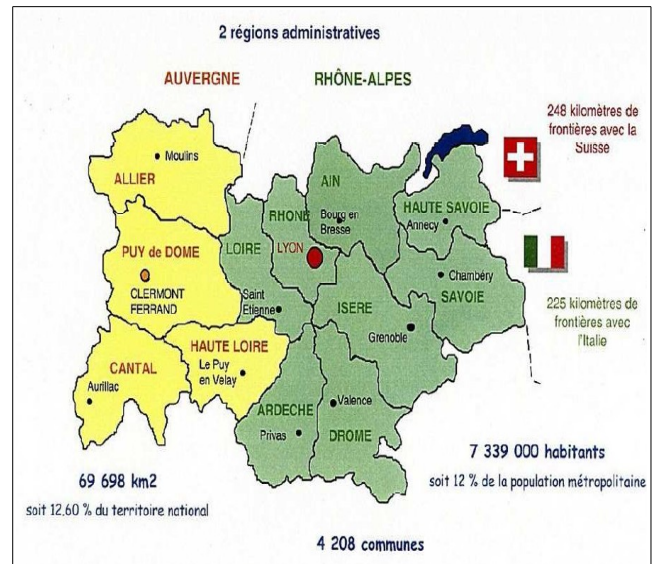 2 régions administratives
AUVERGNE
RHÔNE-ALPES
248 kilomètres de
frontières avec la
Suisse
Moulins
ALLIER
AIN
RHONE
Bourg en
Bresse
HAUTE SAVOIE
Annecy
PUY de DOME
LOIRE
LYON
CLERMONT
FERRAND
Chambéry
SAVOIE
225 kilomètres de
frontières avec
l'Italie
Saint
Etienne
ISERE
Grenoble
HAUTE LOIRE
Le Puy
en Velay
CANTAL
Aurillac
ARDECHE
Privas
Valence
DROME
69 698 km2
soit 12,60 % du territoire national
7 339 000 habitants
soit 12 % de la population métropolitaine
4 208 communes